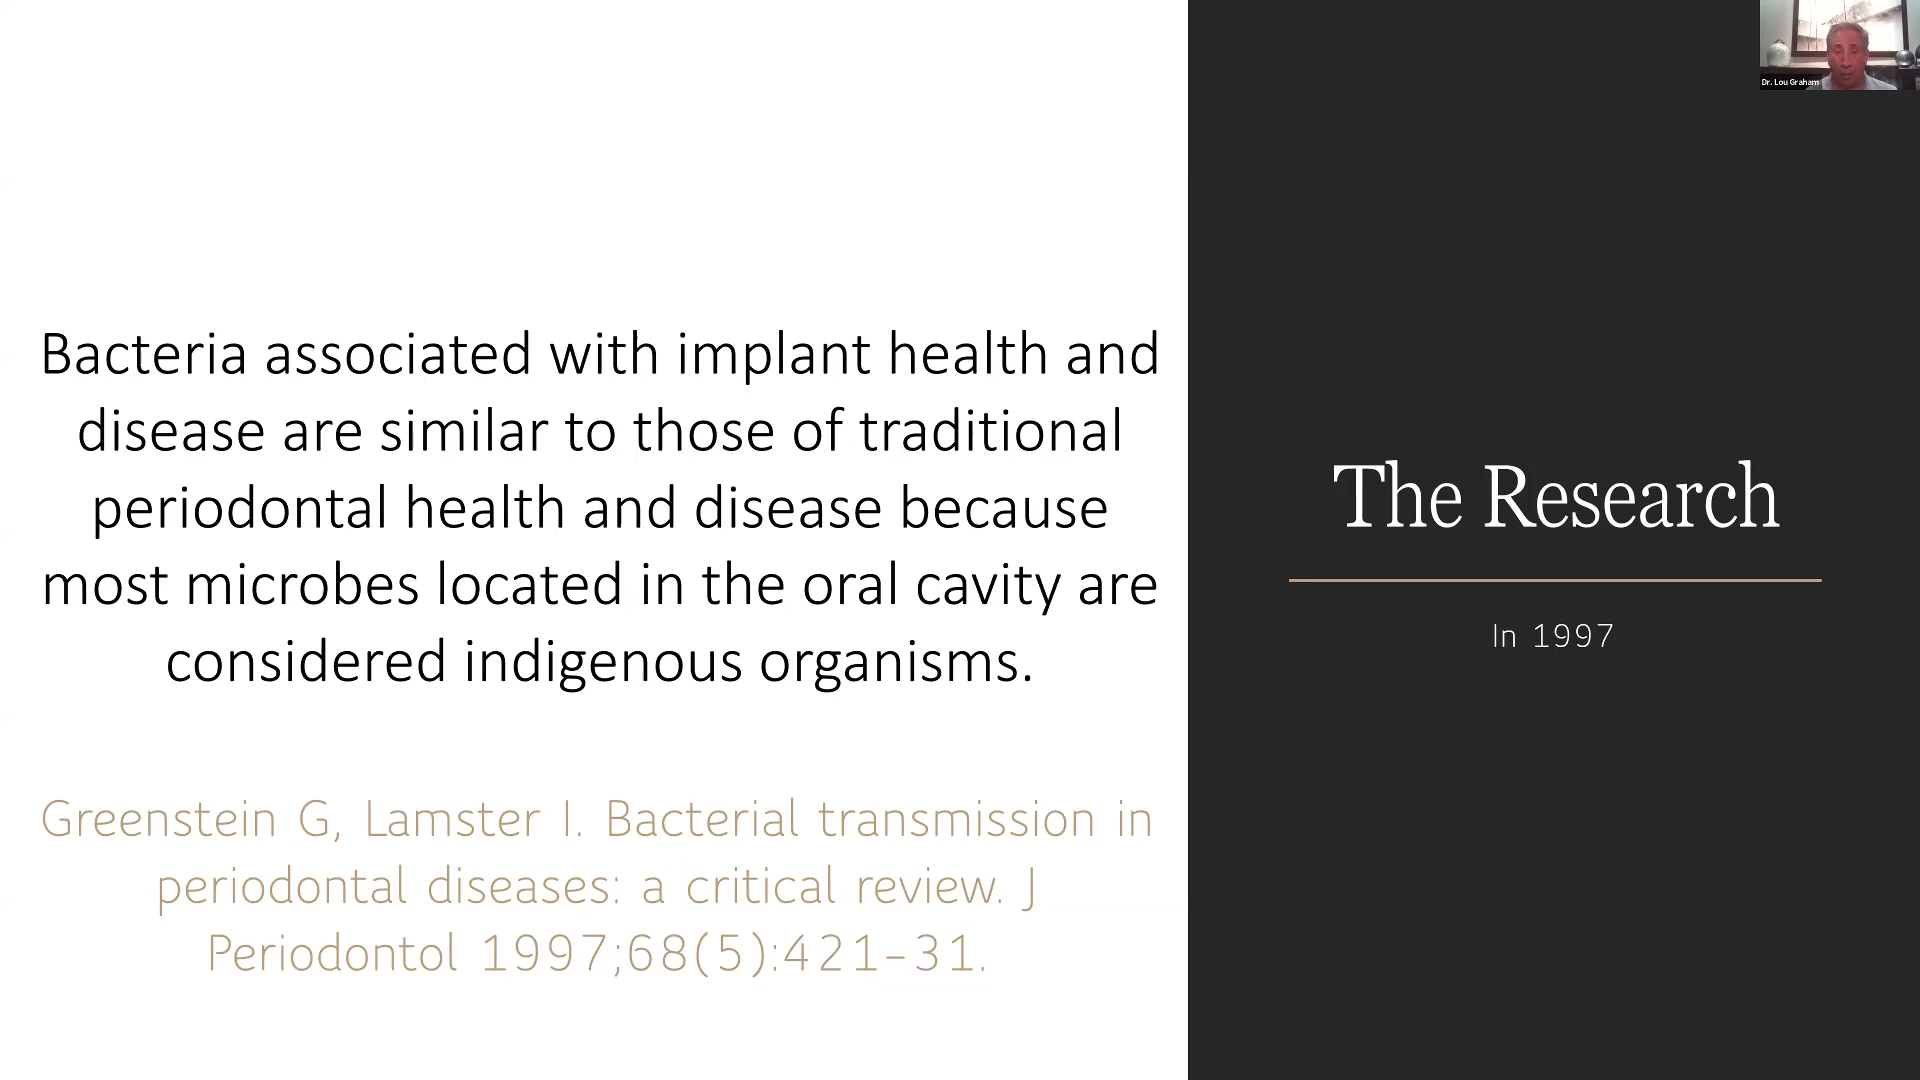 Bacteria associated with implant health and
disease are similar to those of traditional
periodontal health and disease because
most microbes located in the oral cavity are
considered indigenous organisms.
Greenstein G, Lamster I. Bacterial transmission in
periodontal diseases: a critical review. J
Periodontol 1997;68(5):421-31.
The Research
In 1997
Dr. Lou Graham